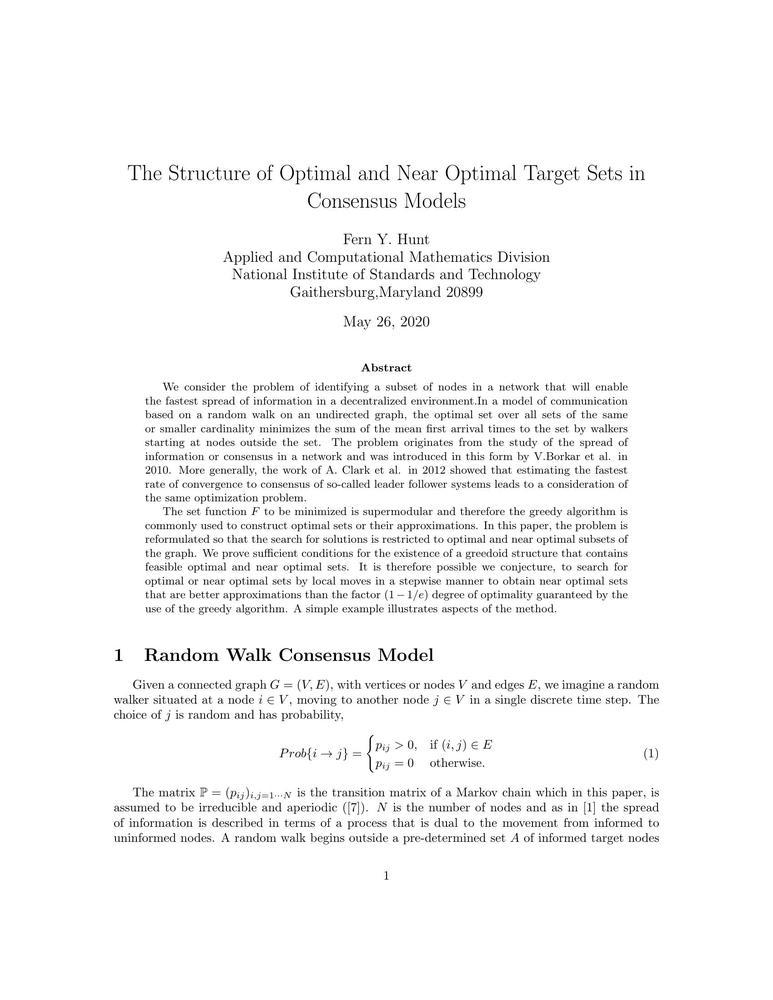 The Structure of Optimal and Near Optimal Target Sets in
Consensus Models
Fern Y. Hunt
Applied and Computational Mathematics Division
National Institute of Standards and Technology
Gaithersburg,Maryland 20899
May 26, 2020
Abstract
We consider the problem of identifying a subset of nodes in a network that will enable
the fastest spread of information in a decentralized environment.In a model of communication
based on a random walk on an undirected graph, the optimal set over all sets of the same
or smaller cardinality minimizes the sum of the mean first arrival times to the set by walkers
starting at nodes outside the set. The problem originates from the study of the spread of
information or consensus in a network and was introduced in this form by V.Borkar et al. in
2010. More generally, the work of A. Clark et al. in 2012 showed that estimating the fastest
rate of convergence to consensus of so-called leader follower systems leads to a consideration of
the same optimization problem.
The set function F to be minimized is supermodular and therefore the greedy algorithm is
commonly used to construct optimal sets or their approximations. In this paper, the problem is
reformulated so that the search for solutions is restricted to optimal and near optimal subsets of
the graph. We prove sufficient conditions for the existence of a greedoid structure that contains
feasible optimal and near optimal sets. It is therefore possible we conjecture, to search for
optimal or near optimal sets by local moves in a stepwise manner to obtain near optimal sets
that are better approximations than the factor (1 − 1/e) degree of optimality guaranteed by the
use of the greedy algorithm. A simple example illustrates aspects of the method.
1 Random Walk Consensus Model
Given a connected graph G = (V, E), with vertices or nodes V and edges E, we imagine a random
walker situated at a node i ∈ V, moving to another node j ∈ V in a single discrete time step. The
choice of j is random and has probability,
Prob{i → j} = { p_ij > 0, if (i, j) ∈ E
p_ij = 0 otherwise. (1)
The matrix ℙ = (p_ij)_{i,j=1···N} is the transition matrix of a Markov chain which in this paper, is
assumed to be irreducible and aperiodic ([7]). N is the number of nodes and as in [1] the spread
of information is described in terms of a process that is dual to the movement from informed to
uninformed nodes. A random walk begins outside a pre-determined set A of informed target nodes
1